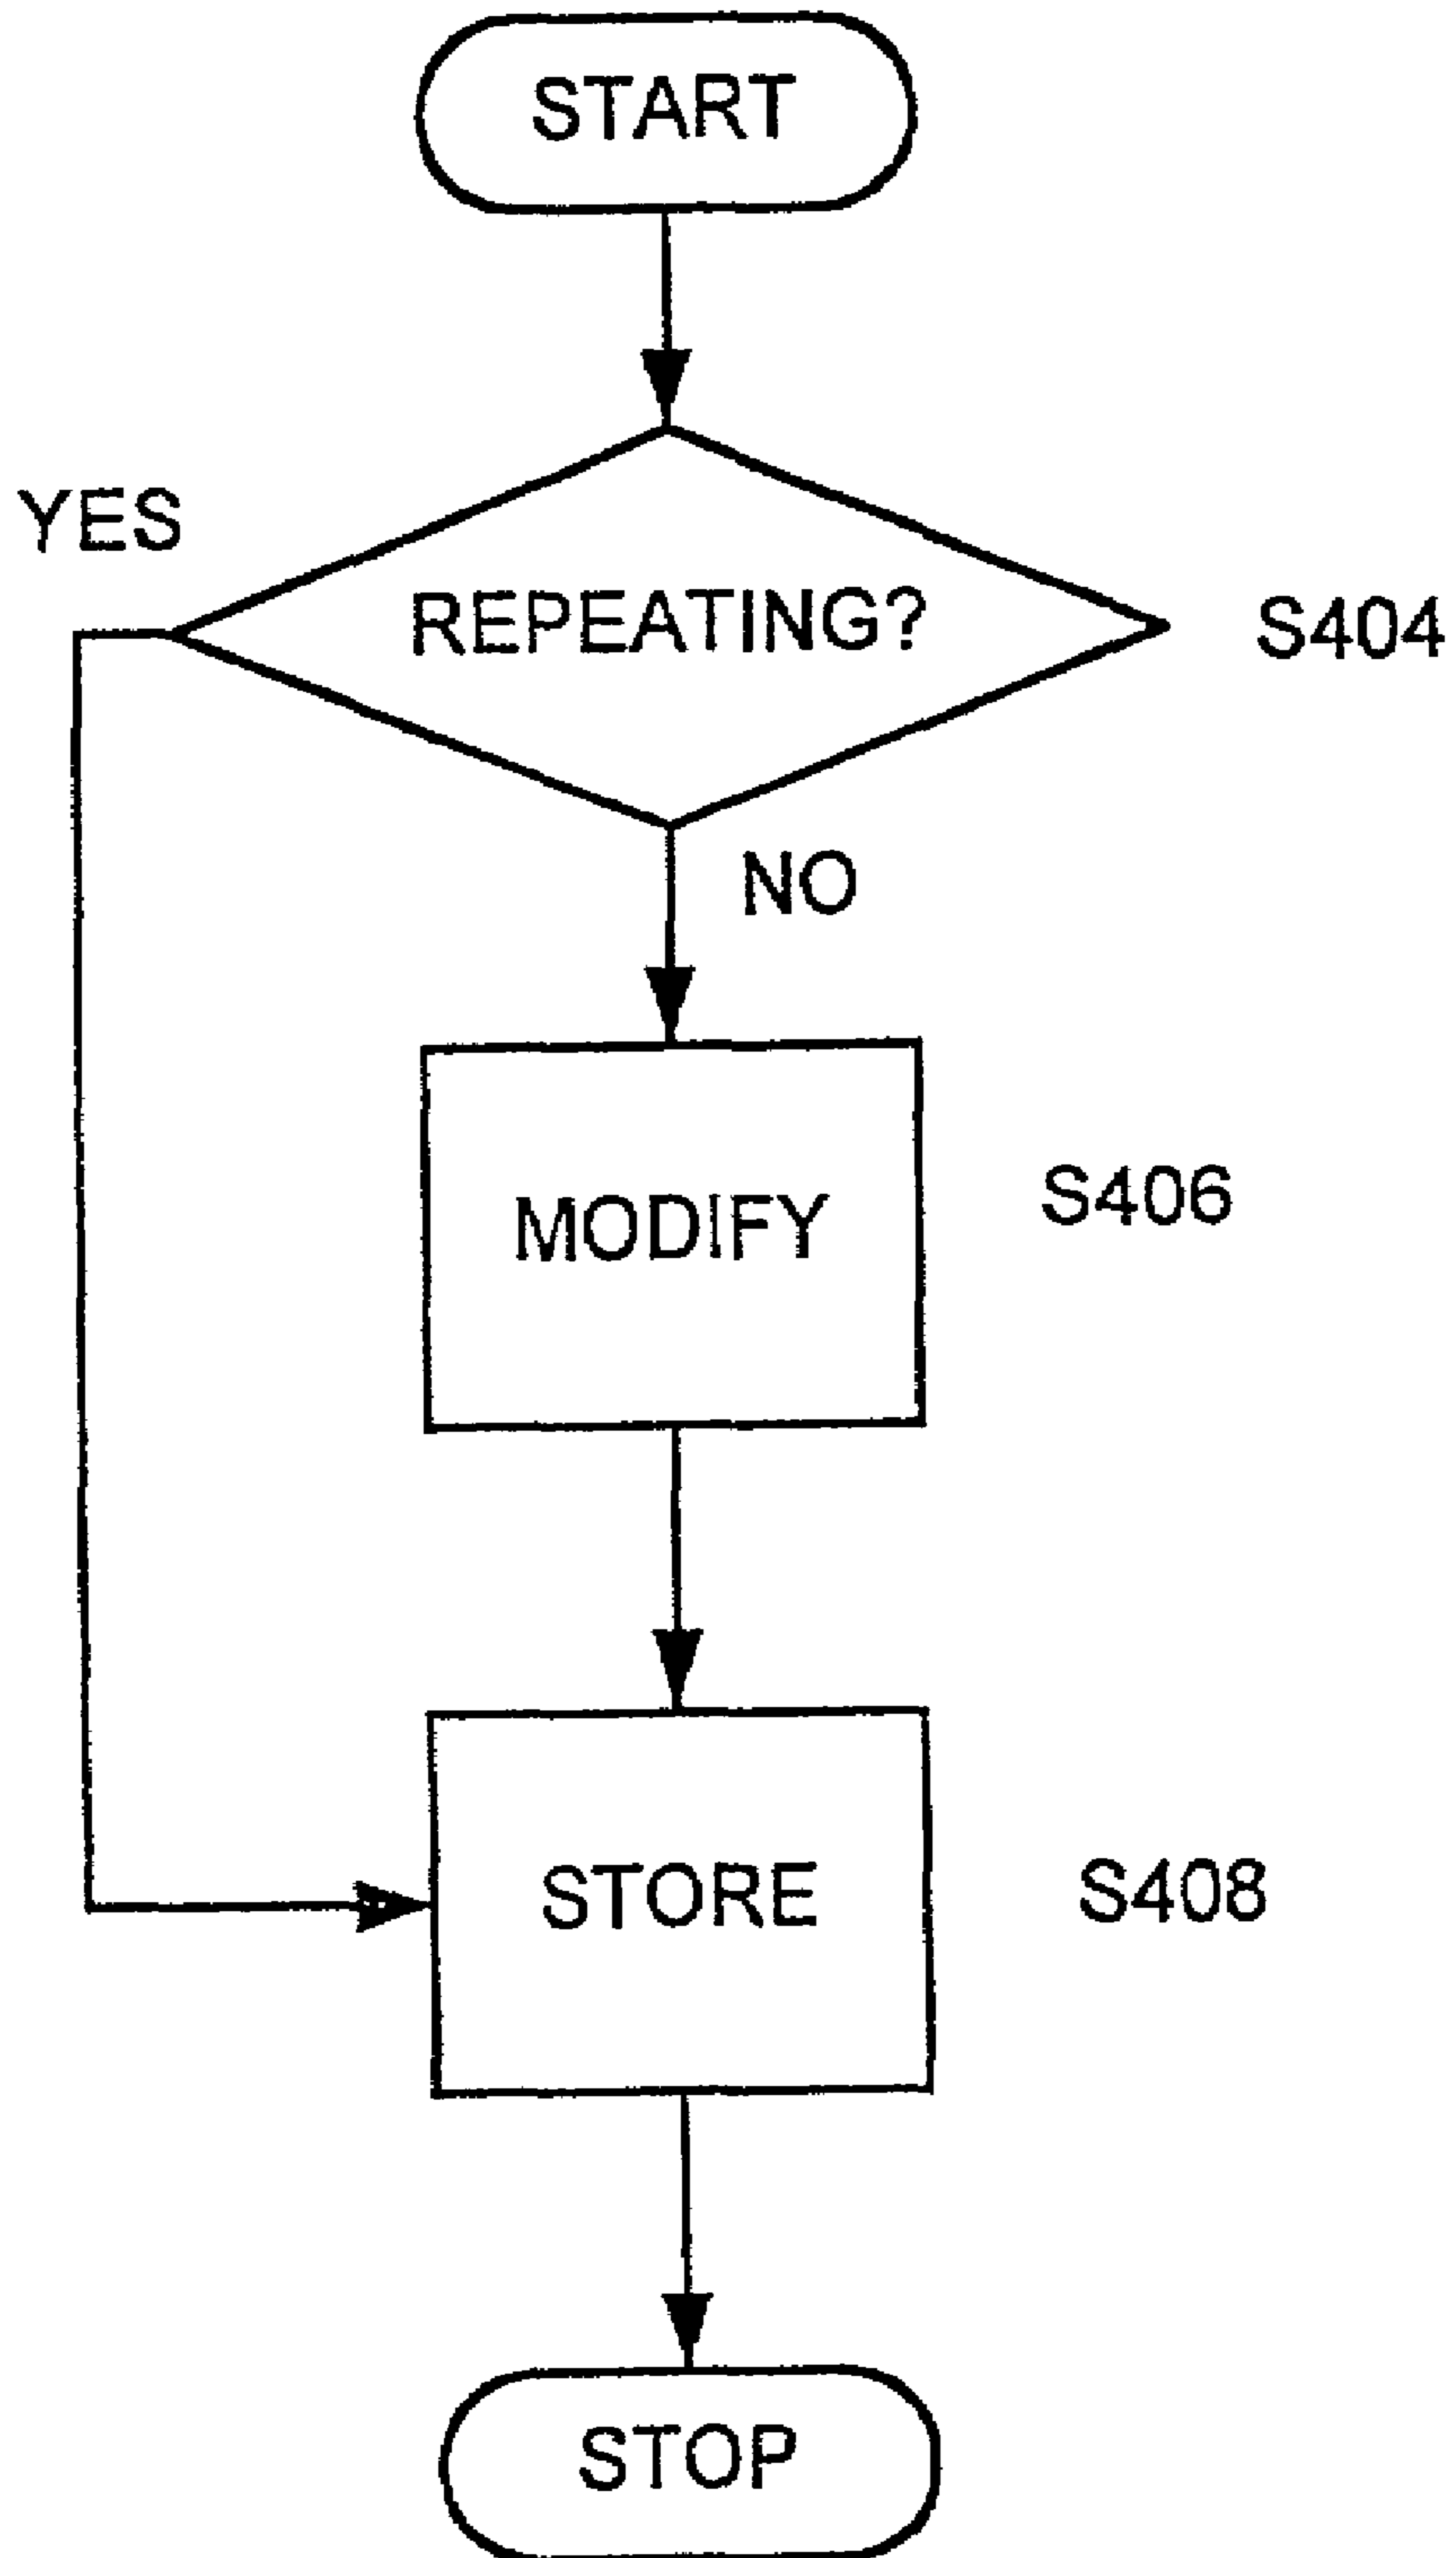 START
YES
REPEATING?
S404
NO
MODIFY
S406
STORE
S408
STOP